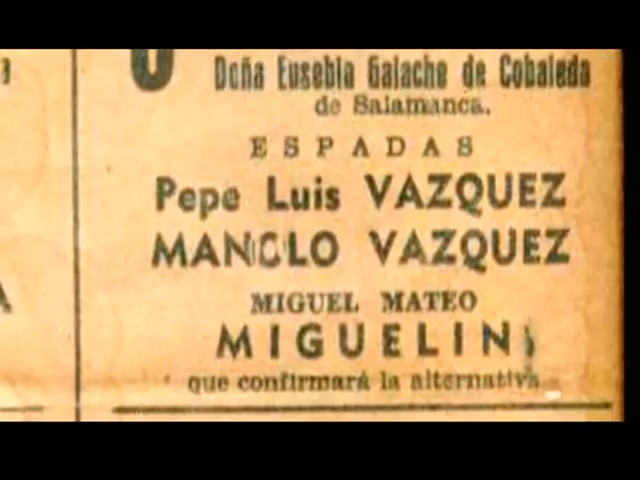 Doña Eusebia Galache de Cobaleda
de Salamanca.
ESPADAS
Pepe Luis VAZQUEZ
MANOLO VAZQUEZ
MIGUEL MATEO
MIGUELIN
que confirmará la alternativa